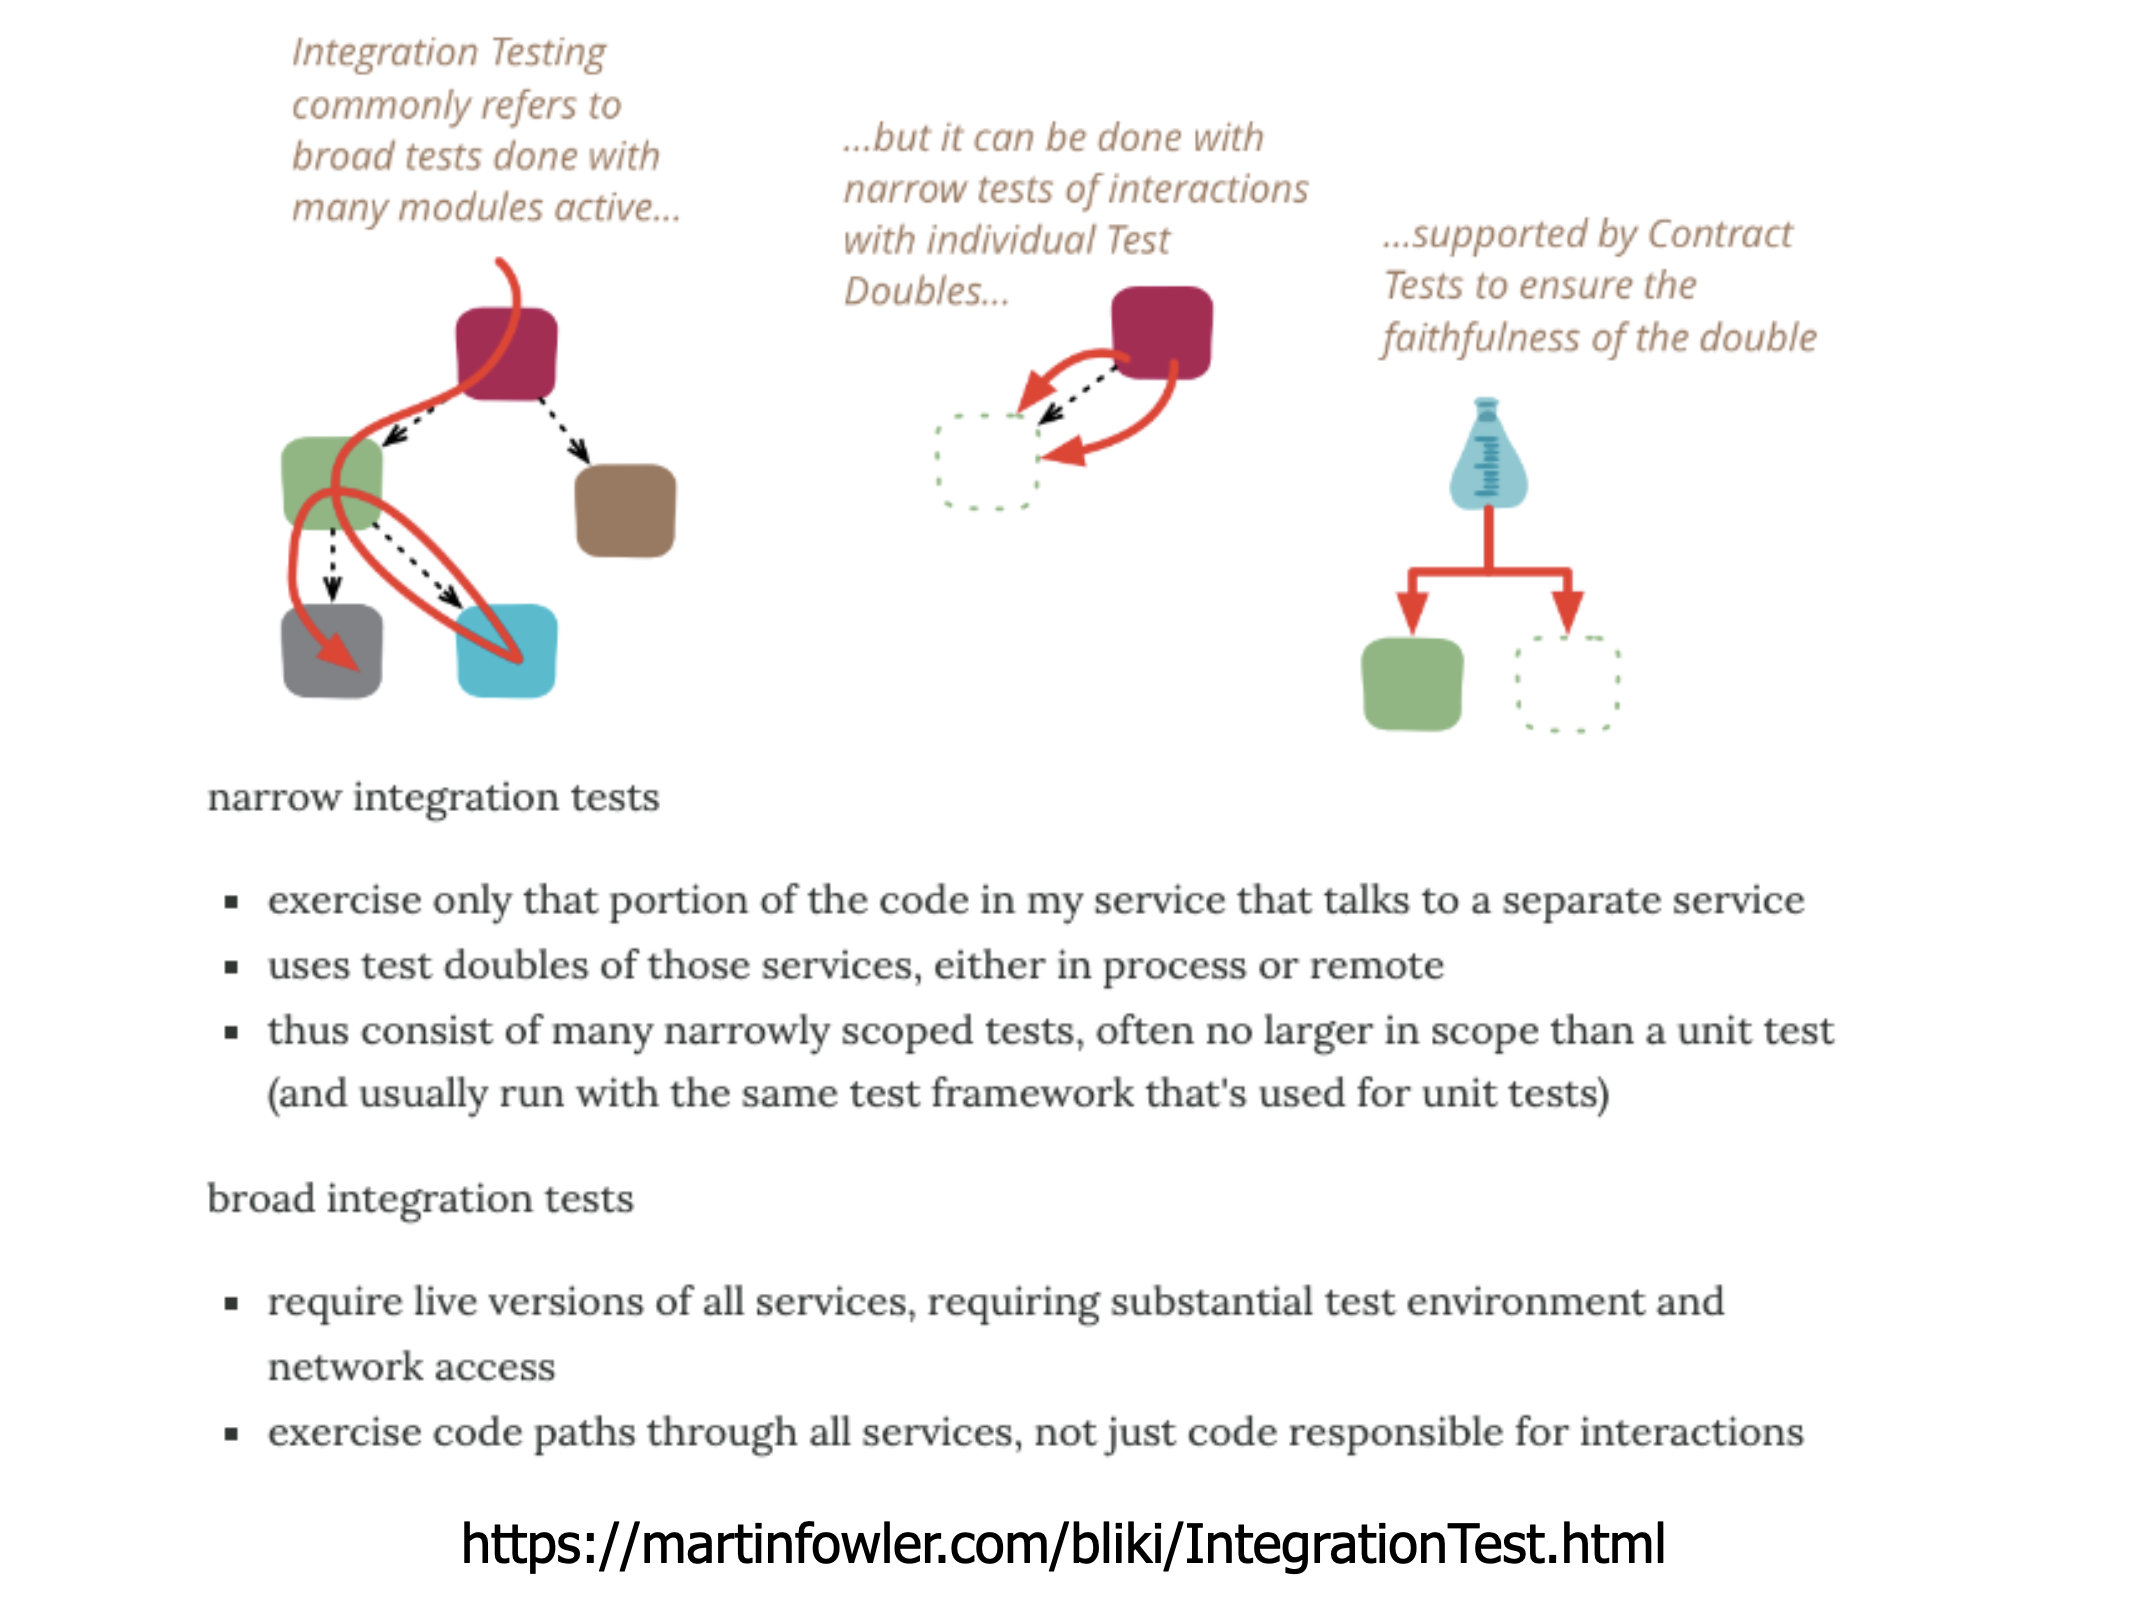 Integration Testing
commonly refers to
broad tests done with
many modules active...
...but it can be done with
narrow tests of interactions
with individual Test
Doubles...
...supported by Contract
Tests to ensure the
faithfulness of the double
narrow integration tests
▪ exercise only that portion of the code in my service that talks to a separate service
▪ uses test doubles of those services, either in process or remote
▪ thus consist of many narrowly scoped tests, often no larger in scope than a unit test
(and usually run with the same test framework that's used for unit tests)
broad integration tests
▪ require live versions of all services, requiring substantial test environment and
network access
▪ exercise code paths through all services, not just code responsible for interactions
https://martinfowler.com/bliki/IntegrationTest.html